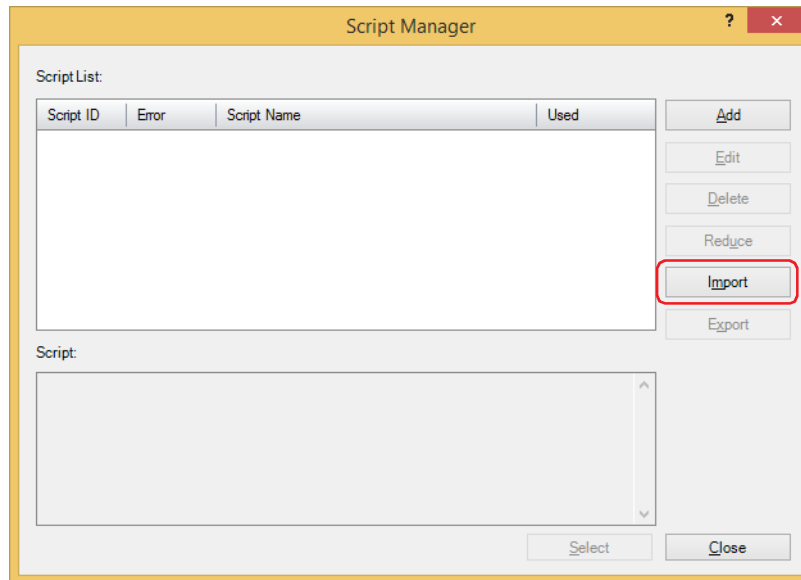 Script Manager
?
Script List:
Script ID Error Script Name Used
Add
Edit
Delete
Reduce
Import
Export
Script:
Select
Close